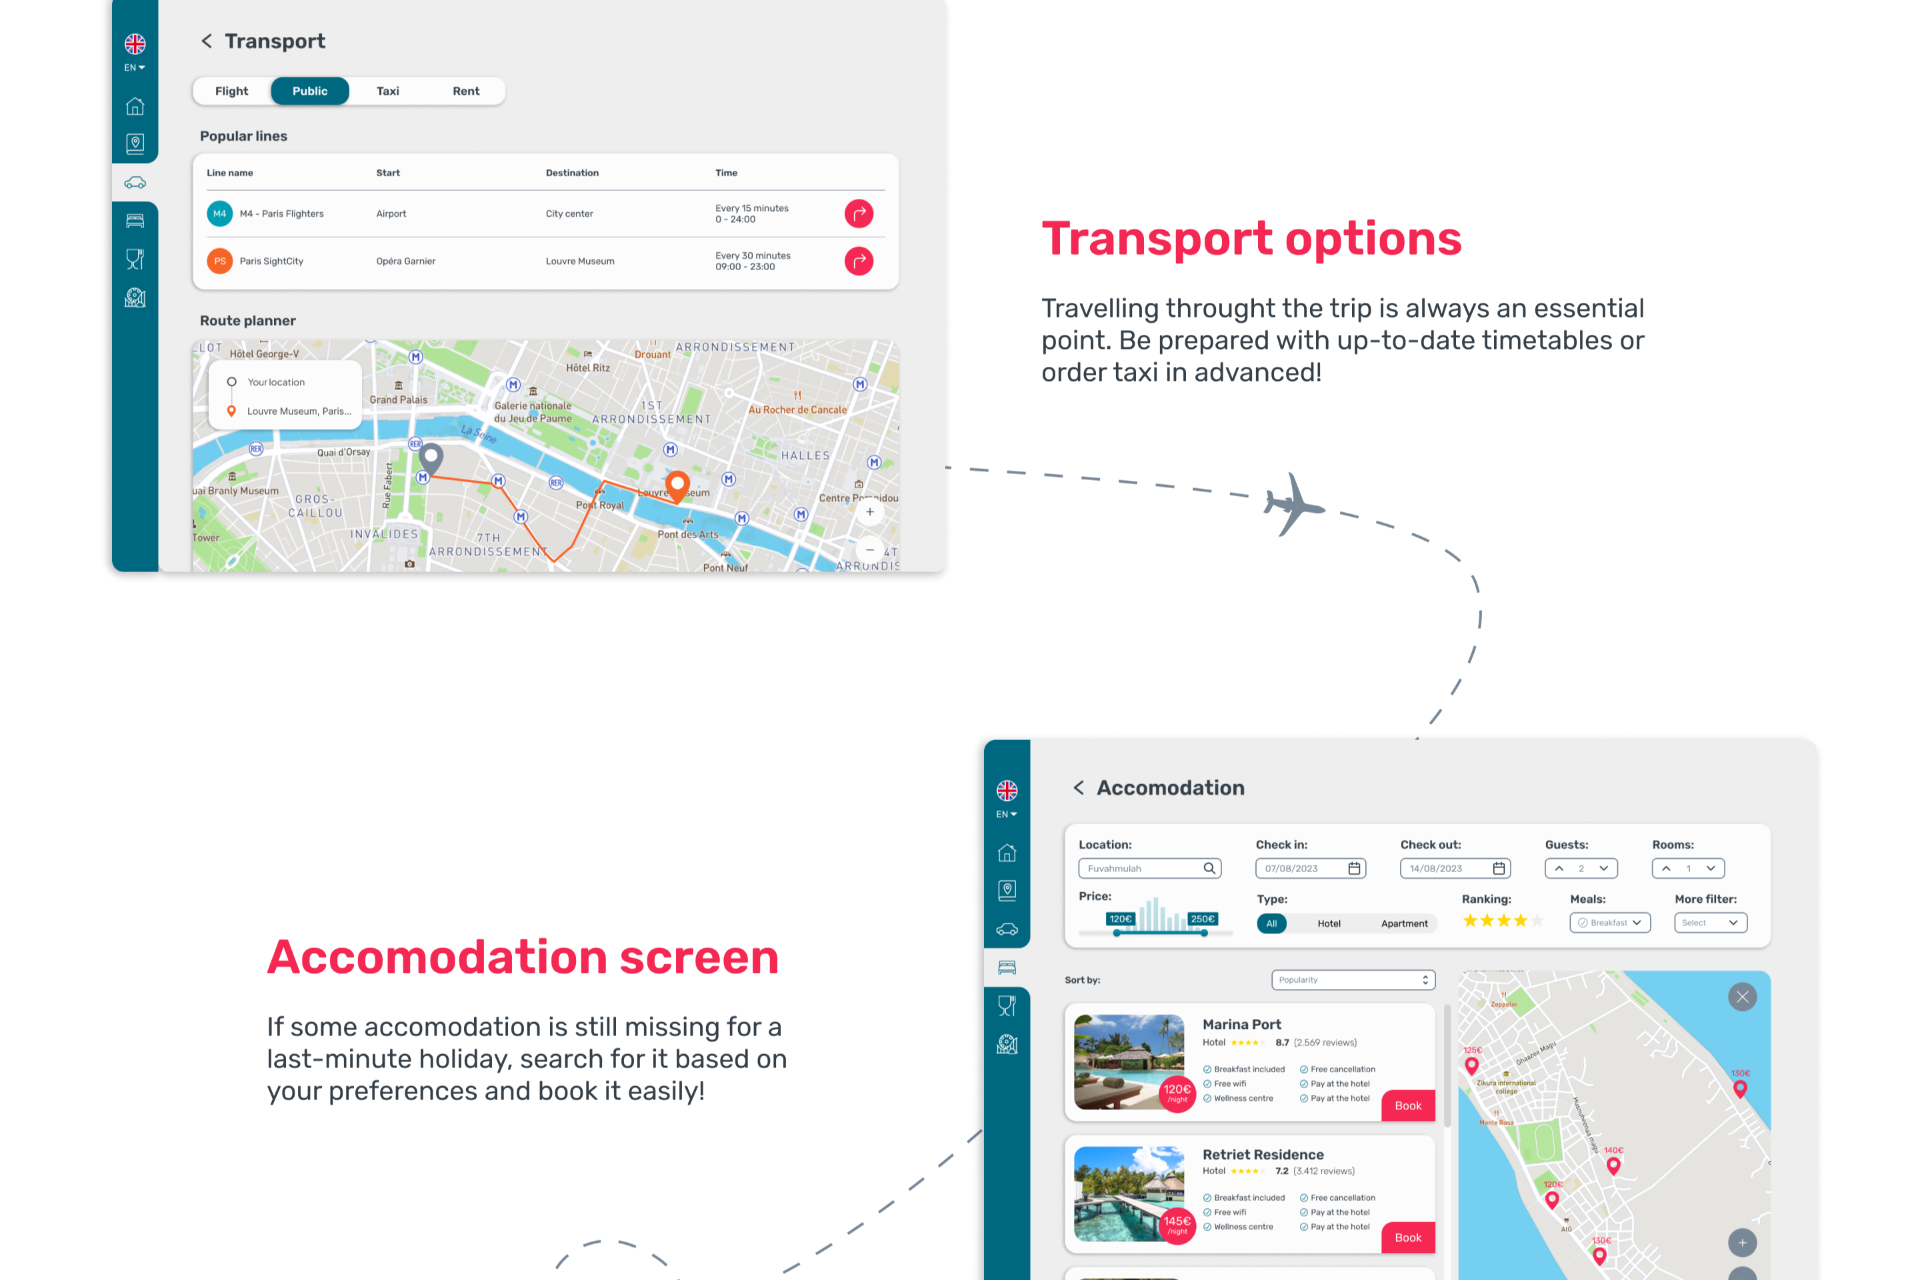 Transport
EN
Flight Public Taxi Rent
Popular lines
Line name Start Destination Time
M4 M4 - Paris Flighters Airport City center Every 15 minutes
0 - 24:00
PS Paris SightCity Opéra Garnier Louvre Museum Every 30 minutes
09:00 - 23:00
Route planner
Your location
Louvre Museum, Paris...
Hôtel George-V
Drouant
ARRONDISSEMENT
Hôtel Ritz
Grand Palais
Galerie nationale
du Jeu de Paume
1ST
ARRONDISSEMENT
Au Rocher de Cancale
La Seine
Quai d'Orsay
HALLES
Rue Fabert
GROS-
CAILLOU
Pont Royal
INVALIDES
7TH
ARRONDISSEMENT
Pont des Arts
Pont Neuf
Transport options
Travelling throught the trip is always an essential
point. Be prepared with up-to-date timetables or
order taxi in advanced!
Accomodation screen
If some accomodation is still missing for a
last-minute holiday, search for it based on
your preferences and book it easily!
Accomodation
EN
Location: Check in: Check out: Guests: Rooms:
Fuvahmulah 07/08/2023 14/08/2023 2 1
Price: Type: Ranking: Meals: More filter:
120€ 250€ All Hotel Apartment Breakfast Select
Sort by: Popularity
Marina Port
Hotel 8.7 (2.569 reviews)
Breakfast included Free cancellation
Free wifi Pay at the hotel
Wellness centre Pay at the hotel
120€
/night
Book
Retriet Residence
Hotel 7.2 (3.412 reviews)
Breakfast included Free cancellation
Free wifi Pay at the hotel
Wellness centre Pay at the hotel
145€
/night
Book
Zeppelin
125€
Ghaazee Magu
Zikura international
college
130€
Monte Rosa
140€
120€
AIG
130€